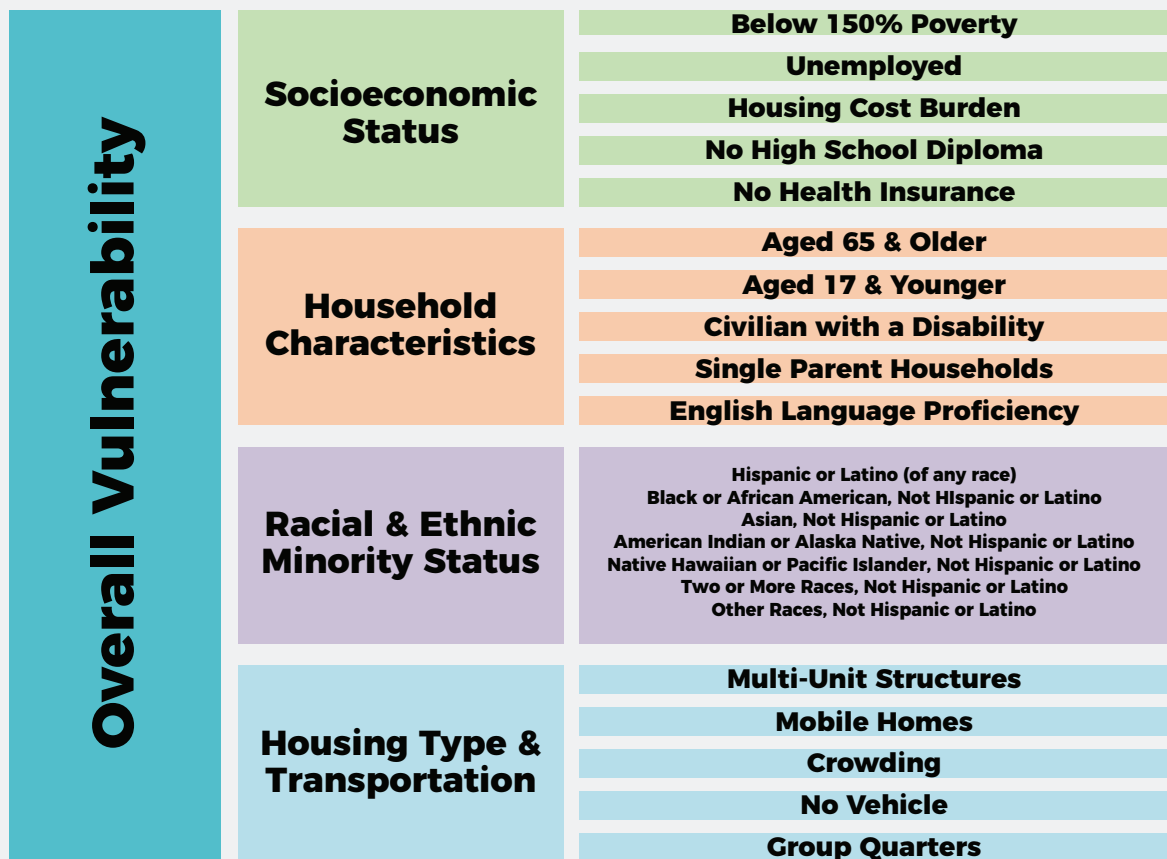 Overall Vulnerability
Socioeconomic
Status
Below 150% Poverty
Unemployed
Housing Cost Burden
No High School Diploma
No Health Insurance
Household
Characteristics
Aged 65 & Older
Aged 17 & Younger
Civilian with a Disability
Single Parent Households
English Language Proficiency
Racial & Ethnic
Minority Status
Hispanic or Latino (of any race)
Black or African American, Not HIspanic or Latino
Asian, Not Hispanic or Latino
American Indian or Alaska Native, Not Hispanic or Latino
Native Hawaiian or Pacific Islander, Not Hispanic or Latino
Two or More Races, Not Hispanic or Latino
Other Races, Not Hispanic or Latino
Housing Type &
Transportation
Multi-Unit Structures
Mobile Homes
Crowding
No Vehicle
Group Quarters